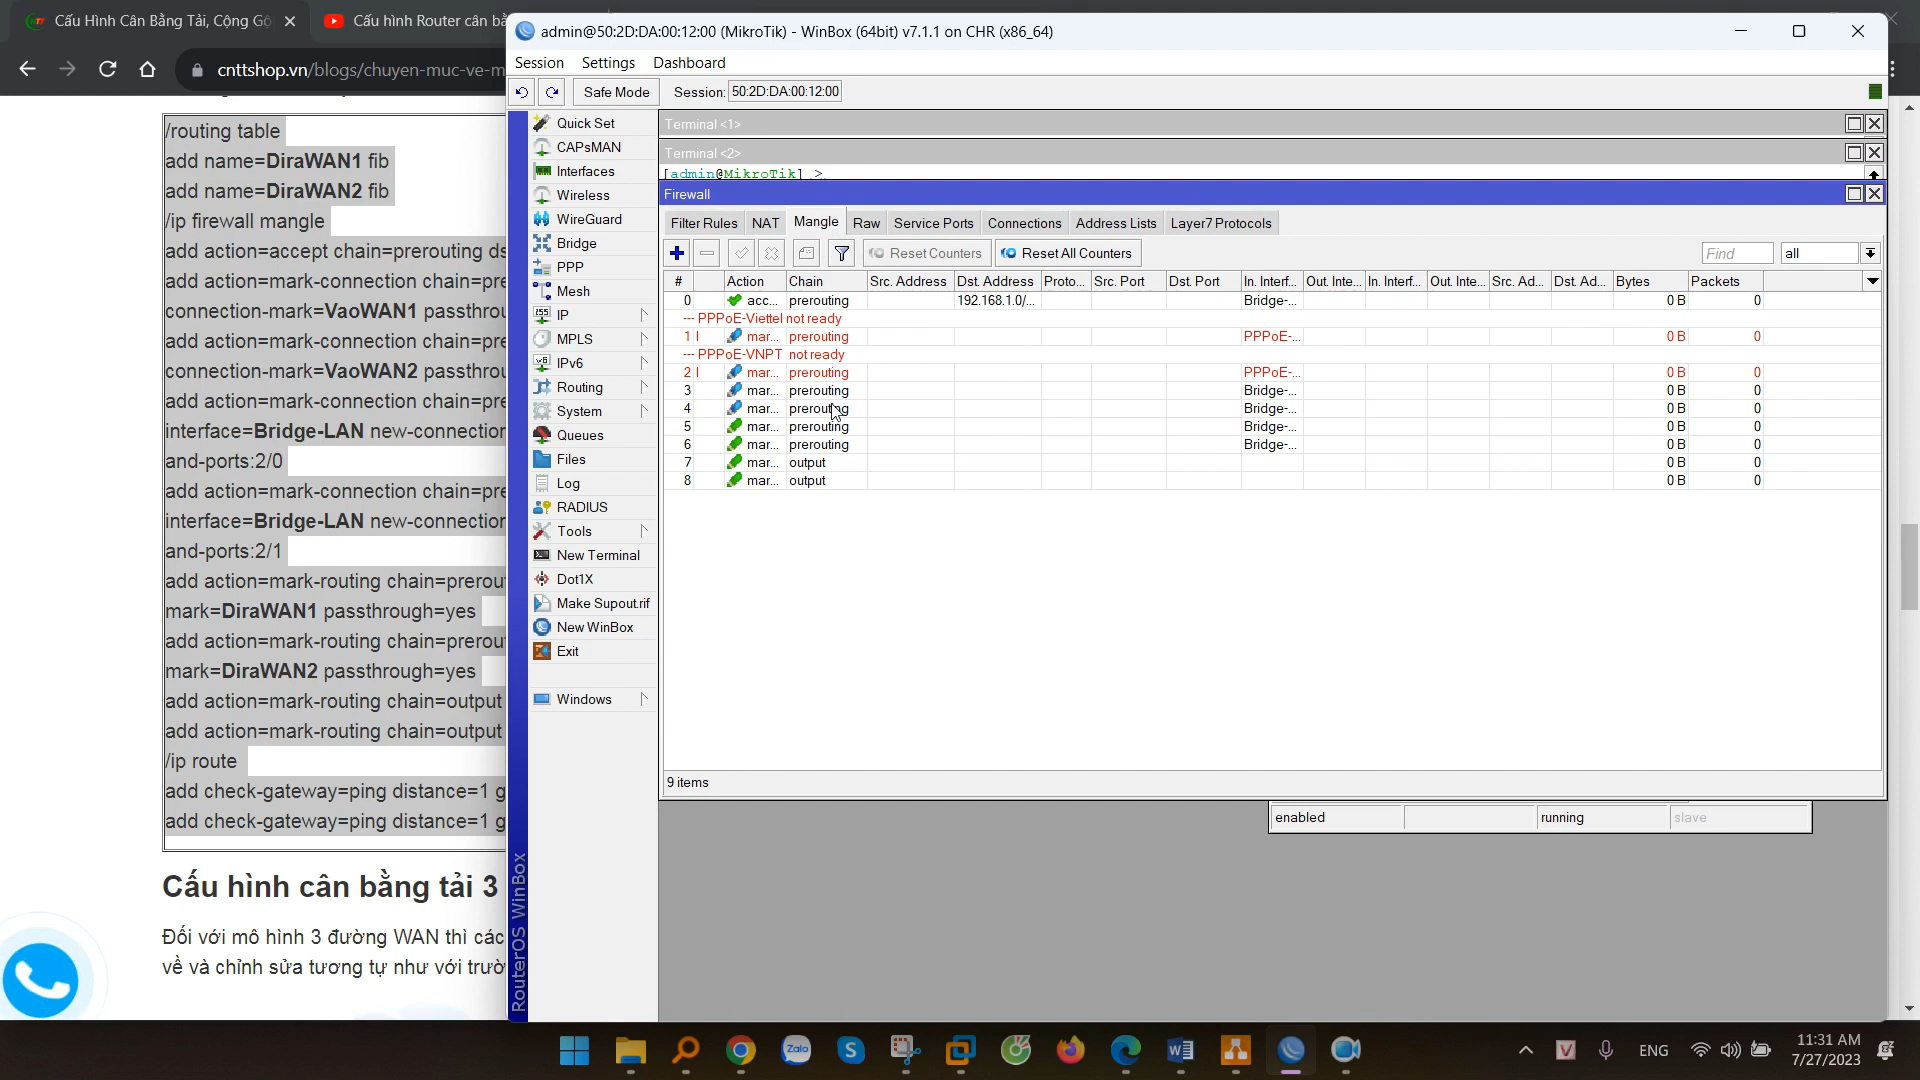 Cấu Hình Cân Bằng Tải, Cộng Gộ
Cấu hình Router cân bằ
cnttshop.vn/blogs/chuyen-muc-ve-m
/routing table
add name=DiraWAN1 fib
add name=DiraWAN2 fib
/ip firewall mangle
add action=accept chain=prerouting ds
add action=mark-connection chain=pre
connection-mark=VaoWAN1 passthrou
add action=mark-connection chain=pre
connection-mark=VaoWAN2 passthrou
add action=mark-connection chain=pre
interface=Bridge-LAN new-connection
and-ports:2/0
add action=mark-connection chain=pre
interface=Bridge-LAN new-connection
and-ports:2/1
add action=mark-routing chain=prerou
mark=DiraWAN1 passthrough=yes
add action=mark-routing chain=prerou
mark=DiraWAN2 passthrough=yes
add action=mark-routing chain=output
add action=mark-routing chain=output
/ip route
add check-gateway=ping distance=1 g
add check-gateway=ping distance=1 g
Cấu hình cân bằng tải 3
Đối với mô hình 3 đường WAN thì các
về và chỉnh sửa tương tự như với trườ
admin@50:2D:DA:00:12:00 (MikroTik) - WinBox (64bit) v7.1.1 on CHR (x86_64)
Session Settings Dashboard
Safe Mode Session: 50:2D:DA:00:12:00
Quick Set
CAPsMAN
Interfaces
Wireless
WireGuard
Bridge
PPP
Mesh
IP
MPLS
IPv6
Routing
System
Queues
Files
Log
RADIUS
Tools
New Terminal
Dot1X
Make Supout.rif
New WinBox
Exit
Windows
RouterOS WinBox
Terminal <1>
Terminal <2>
[admin@MikroTik] >
Firewall
Filter Rules NAT Mangle Raw Service Ports Connections Address Lists Layer7 Protocols
Reset Counters Reset All Counters Find all
# Action Chain Src. Address Dst. Address Proto... Src. Port Dst. Port In. Interf... Out. Inte... In. Interf... Out. Inte... Src. Ad... Dst. Ad... Bytes Packets
0 acc... prerouting 192.168.1.0/... Bridge-... 0 B 0
--- PPPoE-Viettel not ready
1 I mar... prerouting PPPoE-... 0 B 0
--- PPPoE-VNPT not ready
2 I mar... prerouting PPPoE-... 0 B 0
3 mar... prerouting Bridge-... 0 B 0
4 mar... prerouting Bridge-... 0 B 0
5 mar... prerouting Bridge-... 0 B 0
6 mar... prerouting Bridge-... 0 B 0
7 mar... output 0 B 0
8 mar... output 0 B 0
9 items
enabled running slave
Zalo
ENG
11:31 AM
7/27/2023